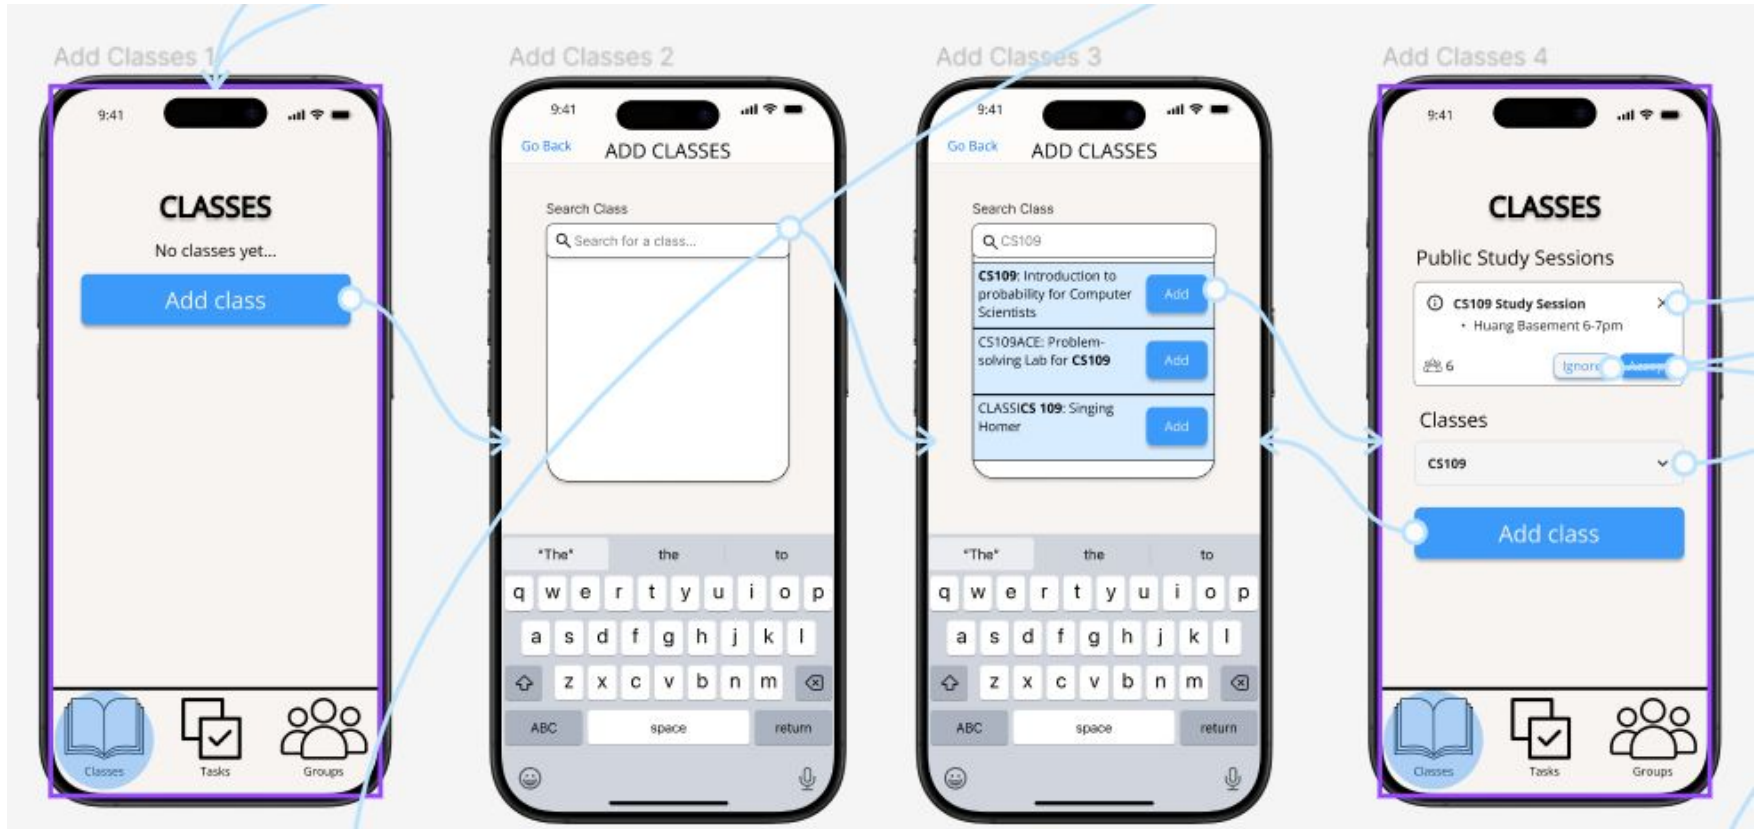 Add Classes 1
9:41
CLASSES
No classes yet...
Add class
Classes
Tasks
Groups
Add Classes 2
9:41
Go Back
ADD CLASSES
Search Class
Search for a class...
"The"
the
to
q w e r t y u i o p
a s d f g h j k l
z x c v b n m
ABC
space
return
Add Classes 3
9:41
Go Back
ADD CLASSES
Search Class
CS109
CS109: Introduction to
probability for Computer
Scientists
Add
CS109ACE: Problem-
solving Lab for CS109
Add
CLASSICS 109: Singing
Homer
Add
"The"
the
to
q w e r t y u i o p
a s d f g h j k l
z x c v b n m
ABC
space
return
Add Classes 4
9:41
CLASSES
Public Study Sessions
CS109 Study Session
• Huang Basement 6-7pm
6
Ignore
Classes
CS109
Add class
Classes
Tasks
Groups